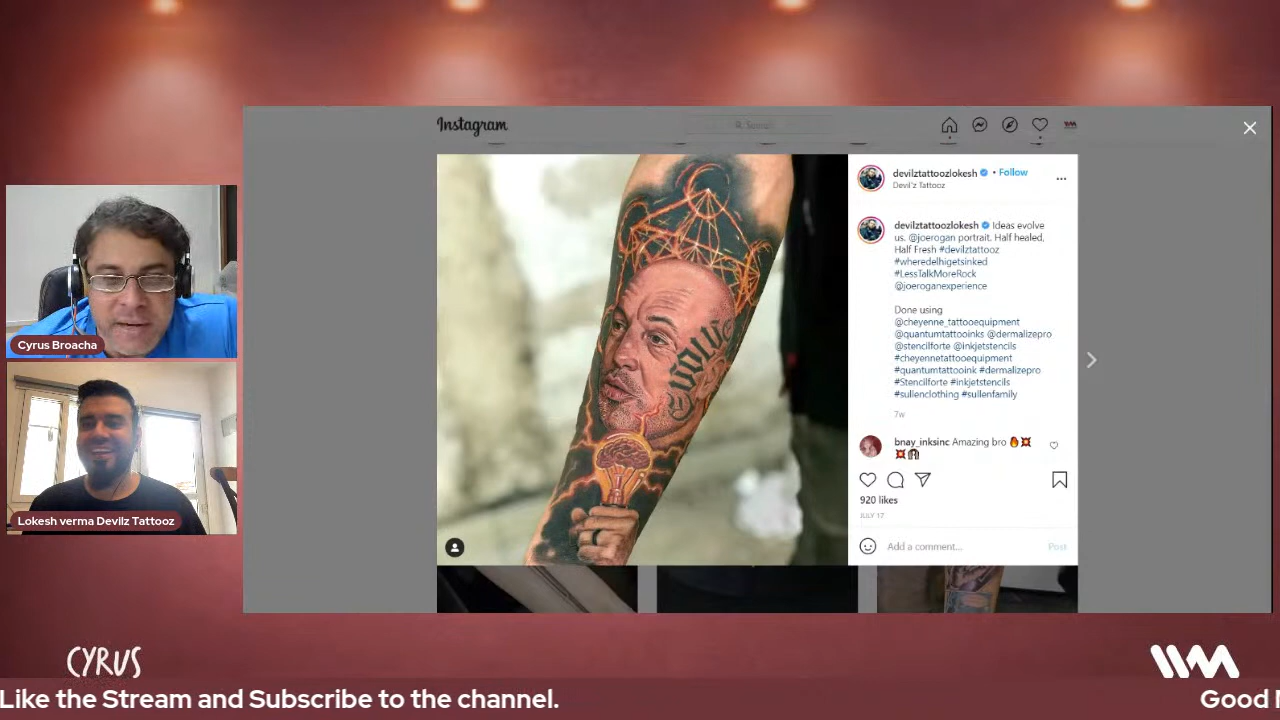 Instagram
Search
devilztattoozlokesh • Follow
Devil'z Tattooz
devilztattoozlokesh Ideas evolve
us. @joerogan portrait. Half healed,
Half Fresh #devilztattooz
#wheredelhigetsinked
#LessTalkMoreRock
@joeroganexperience
Done using
@cheyenne_tattooequipment
@quantumtattooinks @dermalizepro
@stencilforte @inkjetstencils
#cheyennetattooequipment
#quantumtattooink #dermalizepro
#Stencilforte #inkjetstencils
#sullenclothing #sullenfamily
7w
bnay_inksinc Amazing bro 🔥💥
920 likes
JULY 17
Add a comment... Post
Cyrus Broacha
Lokesh verma Devilz Tattooz
CYRUS
IVM
Like the Stream and Subscribe to the channel.
Good